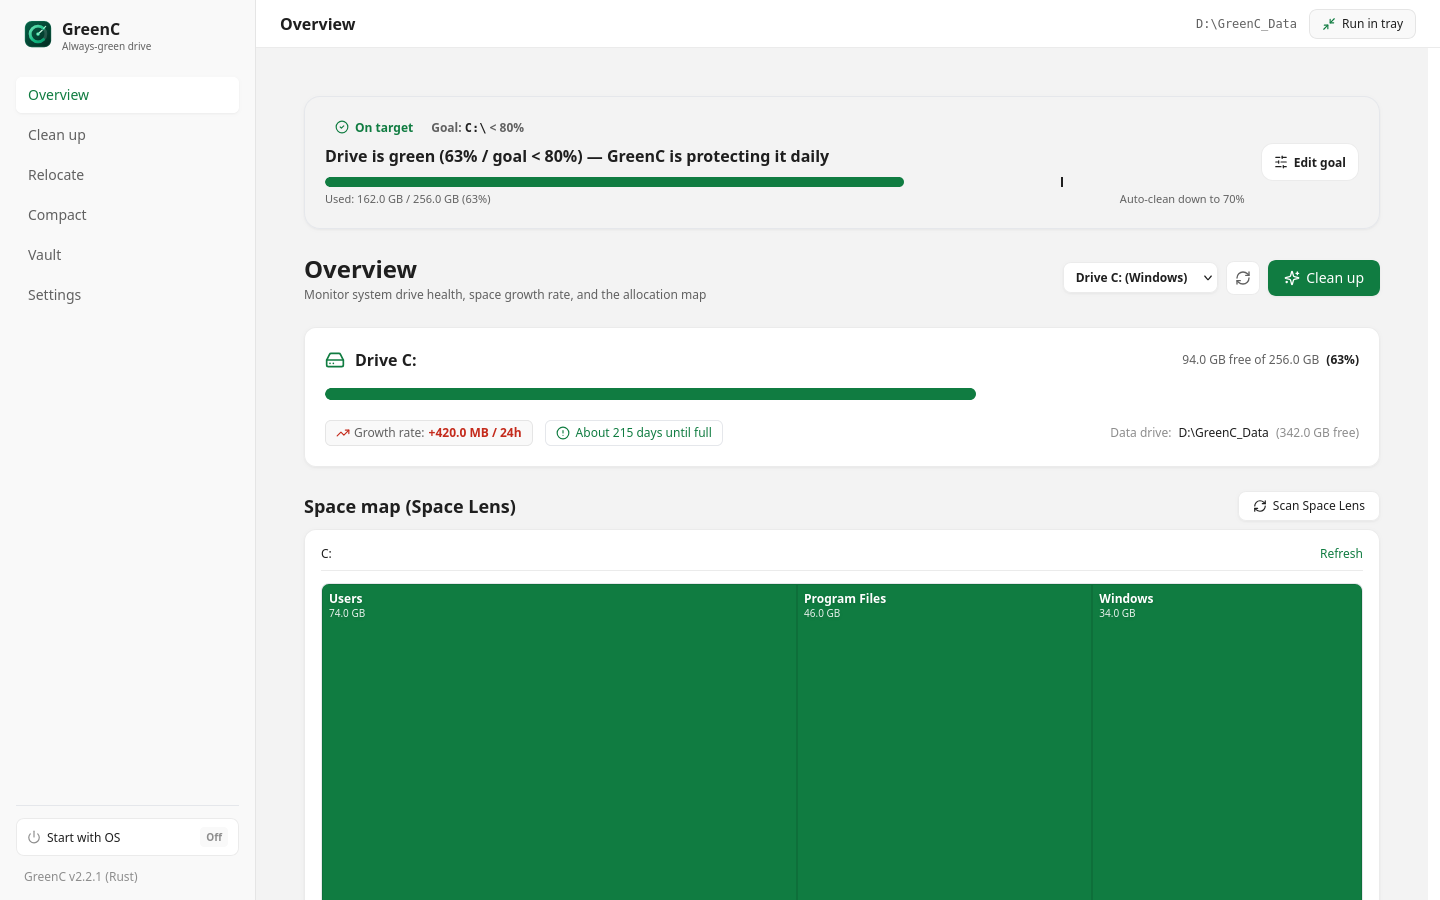 GreenC
Always-green drive
Overview
Clean up
Relocate
Compact
Vault
Settings
Start with OS
Off
GreenC v2.2.1 (Rust)
Overview
D:\GreenC_Data
Run in tray
On target
Goal: C:\ < 80%
Drive is green (63% / goal < 80%) — GreenC is protecting it daily
Used: 162.0 GB / 256.0 GB (63%)
Auto-clean down to 70%
Edit goal
Overview
Monitor system drive health, space growth rate, and the allocation map
Drive C: (Windows)
Clean up
Drive C:
94.0 GB free of 256.0 GB (63%)
Growth rate: +420.0 MB / 24h
About 215 days until full
Data drive: D:\GreenC_Data (342.0 GB free)
Space map (Space Lens)
Scan Space Lens
C:
Refresh
Users
74.0 GB
Program Files
46.0 GB
Windows
34.0 GB